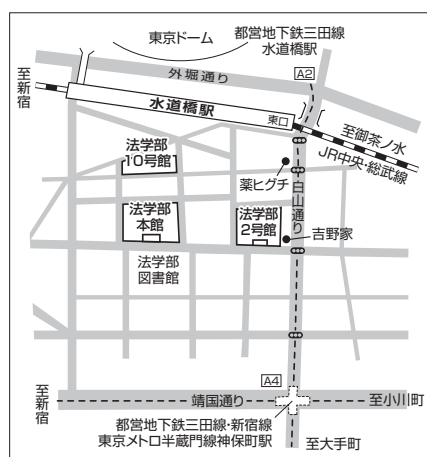 東京ドーム
都営地下鉄三田線
水道橋駅
至新宿
外堀通り
A2
水道橋駅
東口
至御茶ノ水
JR中央・総武線
法学部
10号館
薬ヒグチ
白山通り
法学部
本館
法学部
2号館
吉野家
法学部
図書館
A4
至新宿
靖国通り
至小川町
都営地下鉄三田線・新宿線
東京メトロ半蔵門線神保町駅
至大手町